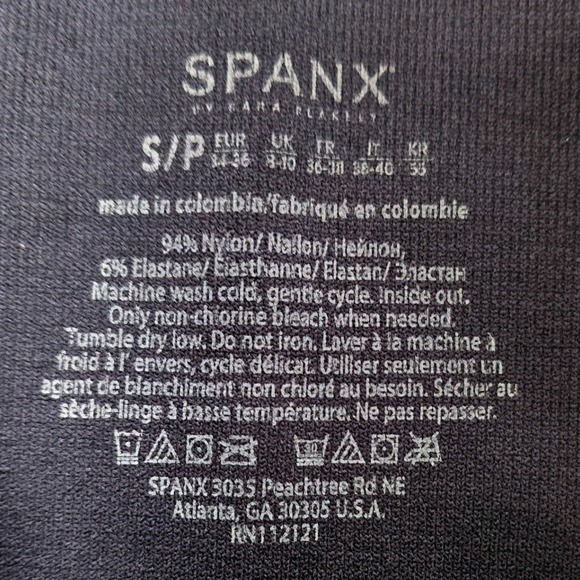 SPANX
BY SARA BLAKELY
S/P EUR 34-36 UK 8-10 FR 36-38 IT 38-40 KR 55
made in colombia/fabriqué en colombie
94% Nylon/ Nailon/ Нейлон,
6% Elastane/ Elasthanne/ Elastan/ Эластан
Machine wash cold, gentle cycle. Inside out.
Only non-chlorine bleach when needed.
Tumble dry low. Do not iron. Laver à la machine à
froid à l'envers, cycle délicat. Utiliser seulement un
agent de blanchiment non chloré au besoin. Sécher au
sèche-linge à basse température. Ne pas repasser.
30
SPANX 3035 Peachtree Rd NE
Atlanta, GA 30305 U.S.A.
RN112121